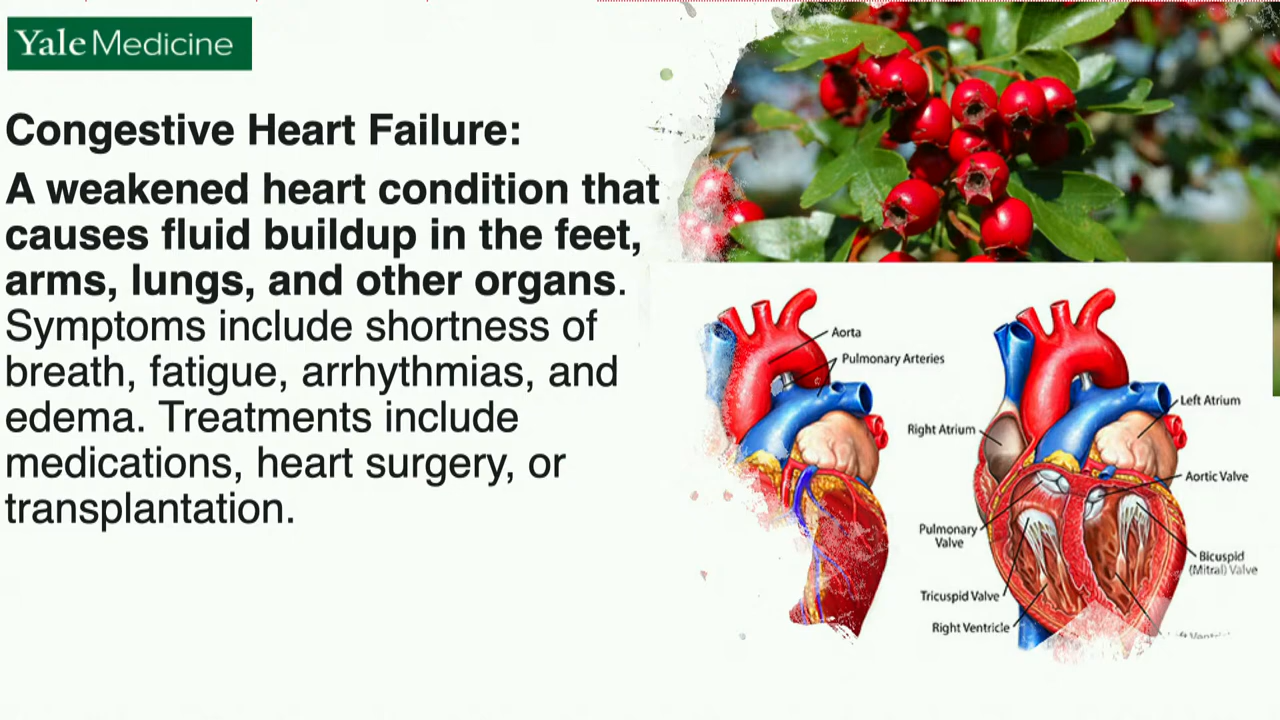 Yale Medicine
Congestive Heart Failure:
A weakened heart condition that
causes fluid buildup in the feet,
arms, lungs, and other organs.
Symptoms include shortness of
breath, fatigue, arrhythmias, and
edema. Treatments include
medications, heart surgery, or
transplantation.
Aorta
Pulmonary Arteries
Left Atrium
Right Atrium
Aortic Valve
Pulmonary
Valve
Bicuspid
(Mitral) Valve
Tricuspid Valve
Right Ventricle